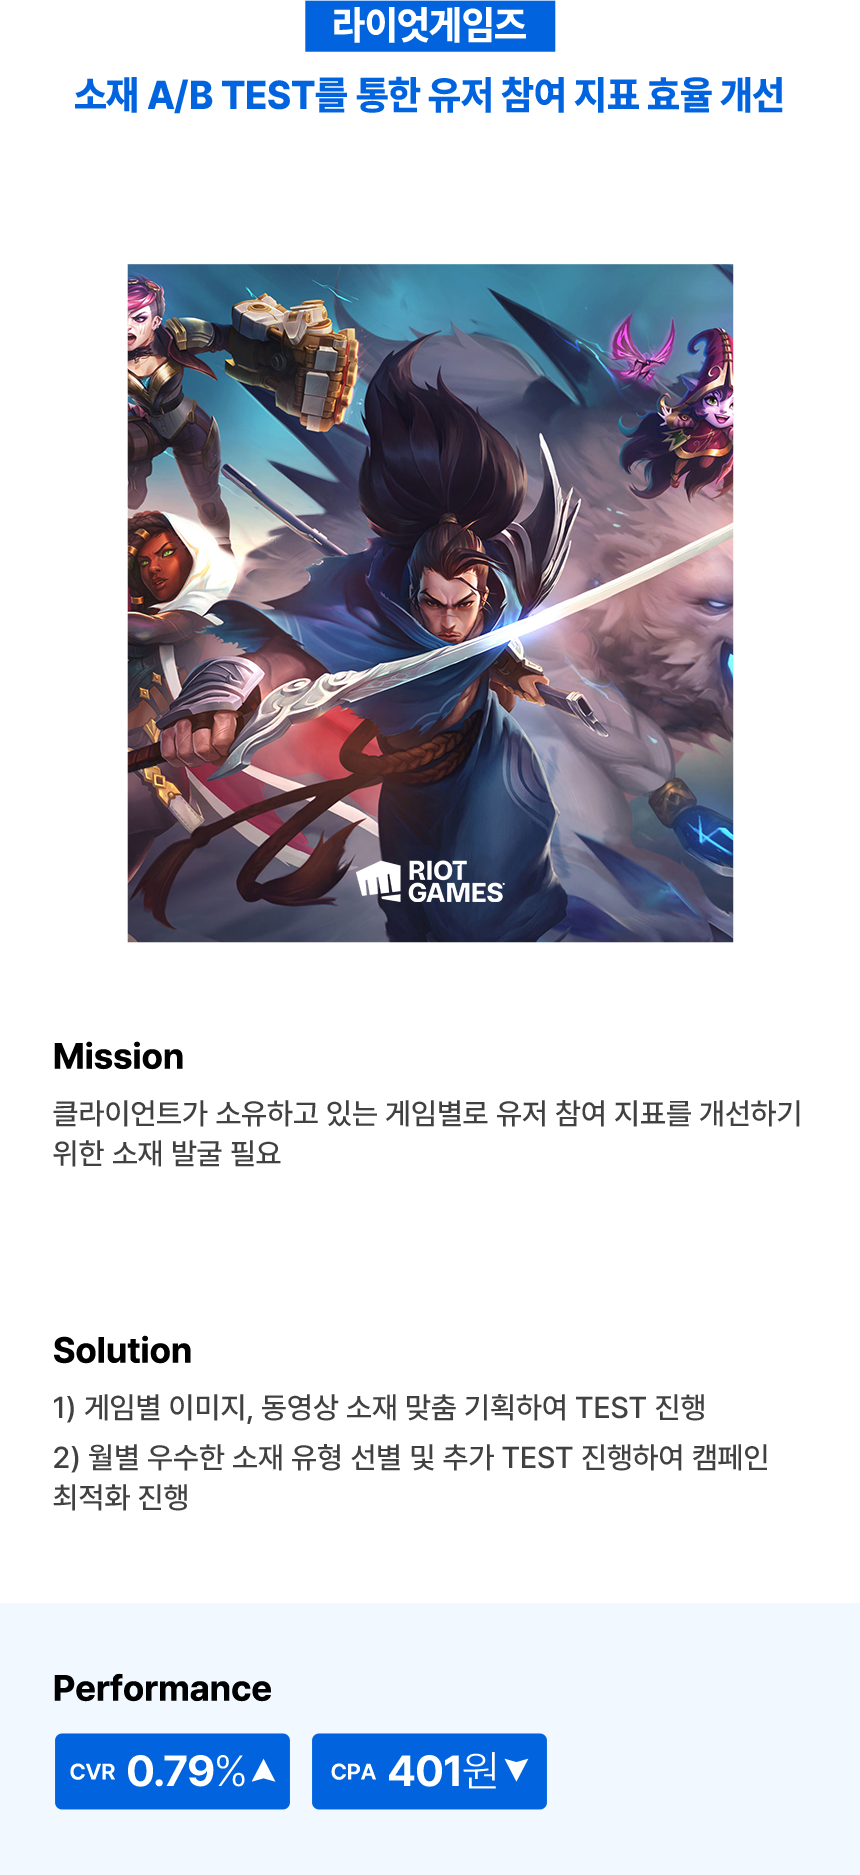 라이엇게임즈
소재 A/B TEST를 통한 유저 참여 지표 효율 개선
RIOT
GAMES
Mission
클라이언트가 소유하고 있는 게임별로 유저 참여 지표를 개선하기
위한 소재 발굴 필요
Solution
1) 게임별 이미지, 동영상 소재 맞춤 기획하여 TEST 진행
2) 월별 우수한 소재 유형 선별 및 추가 TEST 진행하여 캠페인
최적화 진행
Performance
CVR 0.79%▲ CPA 401원▼